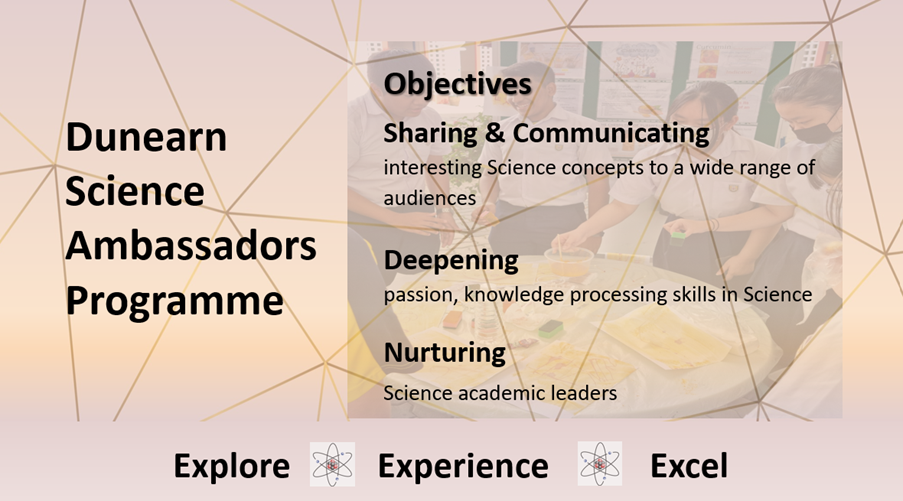 Dunearn
Science
Ambassadors
Programme
Objectives
Sharing & Communicating
interesting Science concepts to a wide range of
audiences
Deepening
passion, knowledge processing skills in Science
Nurturing
Science academic leaders
Explore Experience Excel